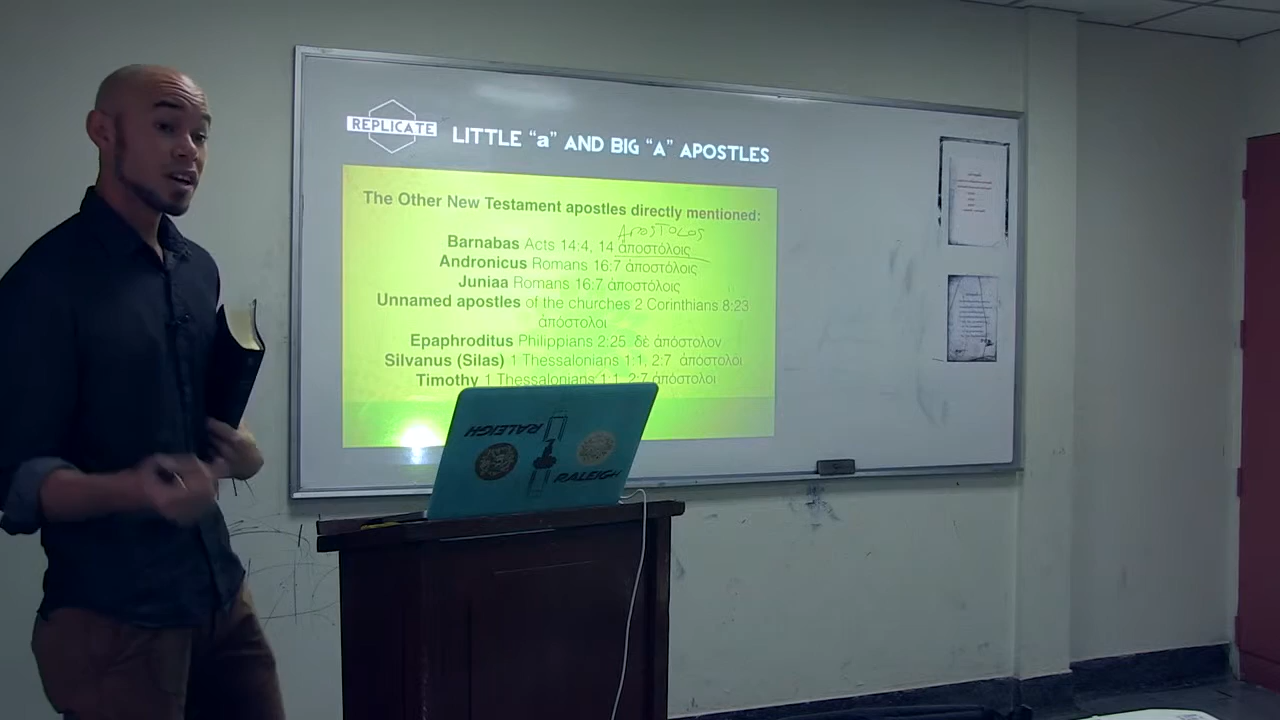 REPLICATE
LITTLE “a” AND BIG “A” APOSTLES
The Other New Testament apostles directly mentioned:
APOSTOLOS
Barnabas Acts 14:4, 14 ἀποστόλοις
Andronicus Romans 16:7 ἀποστόλοις
Juniaa Romans 16:7 ἀποστόλοις
Unnamed apostles of the churches 2 Corinthians 8:23
ἀπόστολοι
Epaphroditus Philippians 2:25 δὲ ἀπόστολον
Silvanus (Silas) 1 Thessalonians 1:1, 2:7 ἀπόστολοι
Timothy 1 Thessalonians 1:1, 2:7 ἀπόστολοι
RALEIGH
RALEIGH